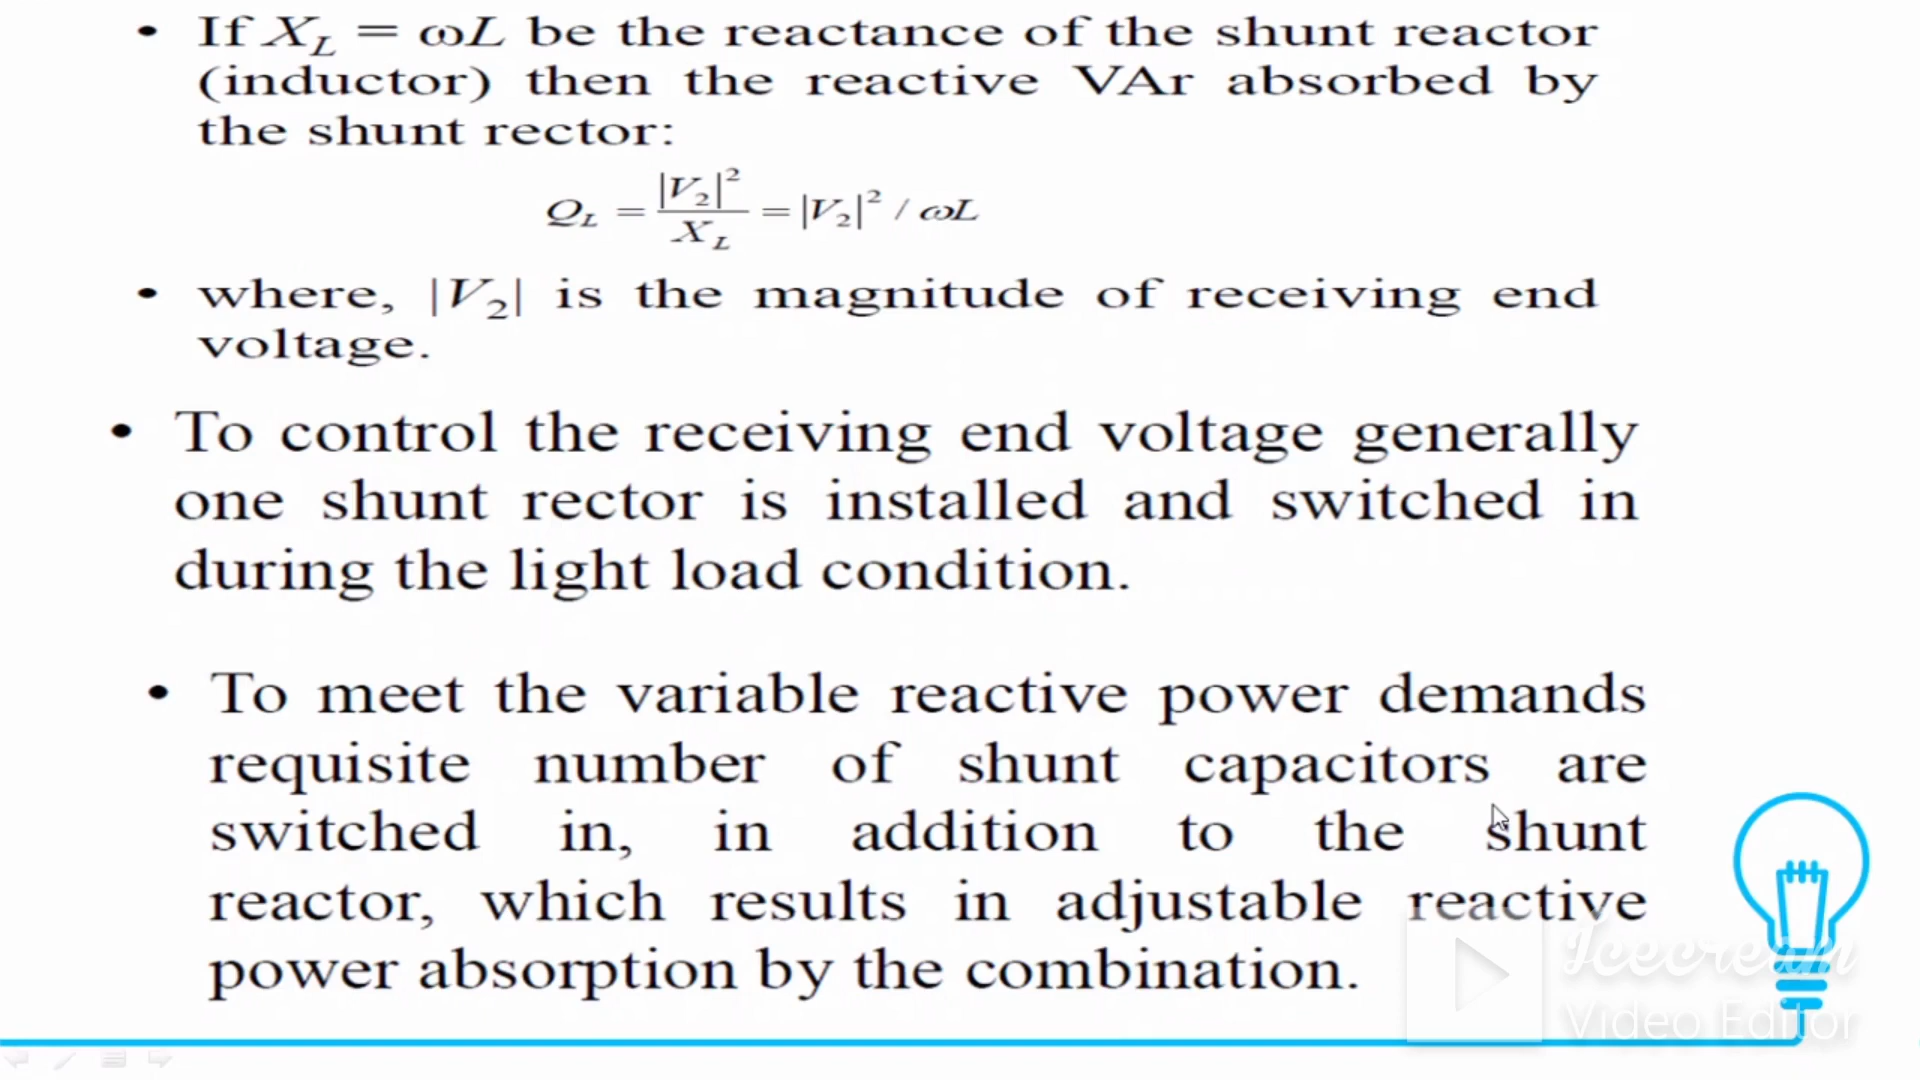 • If X_L = ωL be the reactance of the shunt reactor
(inductor) then the reactive VAr absorbed by
the shunt rector:
Q_L = |V_2|^2 / X_L = |V_2|^2 / ωL
• where, |V_2| is the magnitude of receiving end
voltage.
• To control the receiving end voltage generally
one shunt rector is installed and switched in
during the light load condition.
• To meet the variable reactive power demands
requisite number of shunt capacitors are
switched in, in addition to the shunt
reactor, which results in adjustable reactive
power absorption by the combination.
Icecream
Video Editor